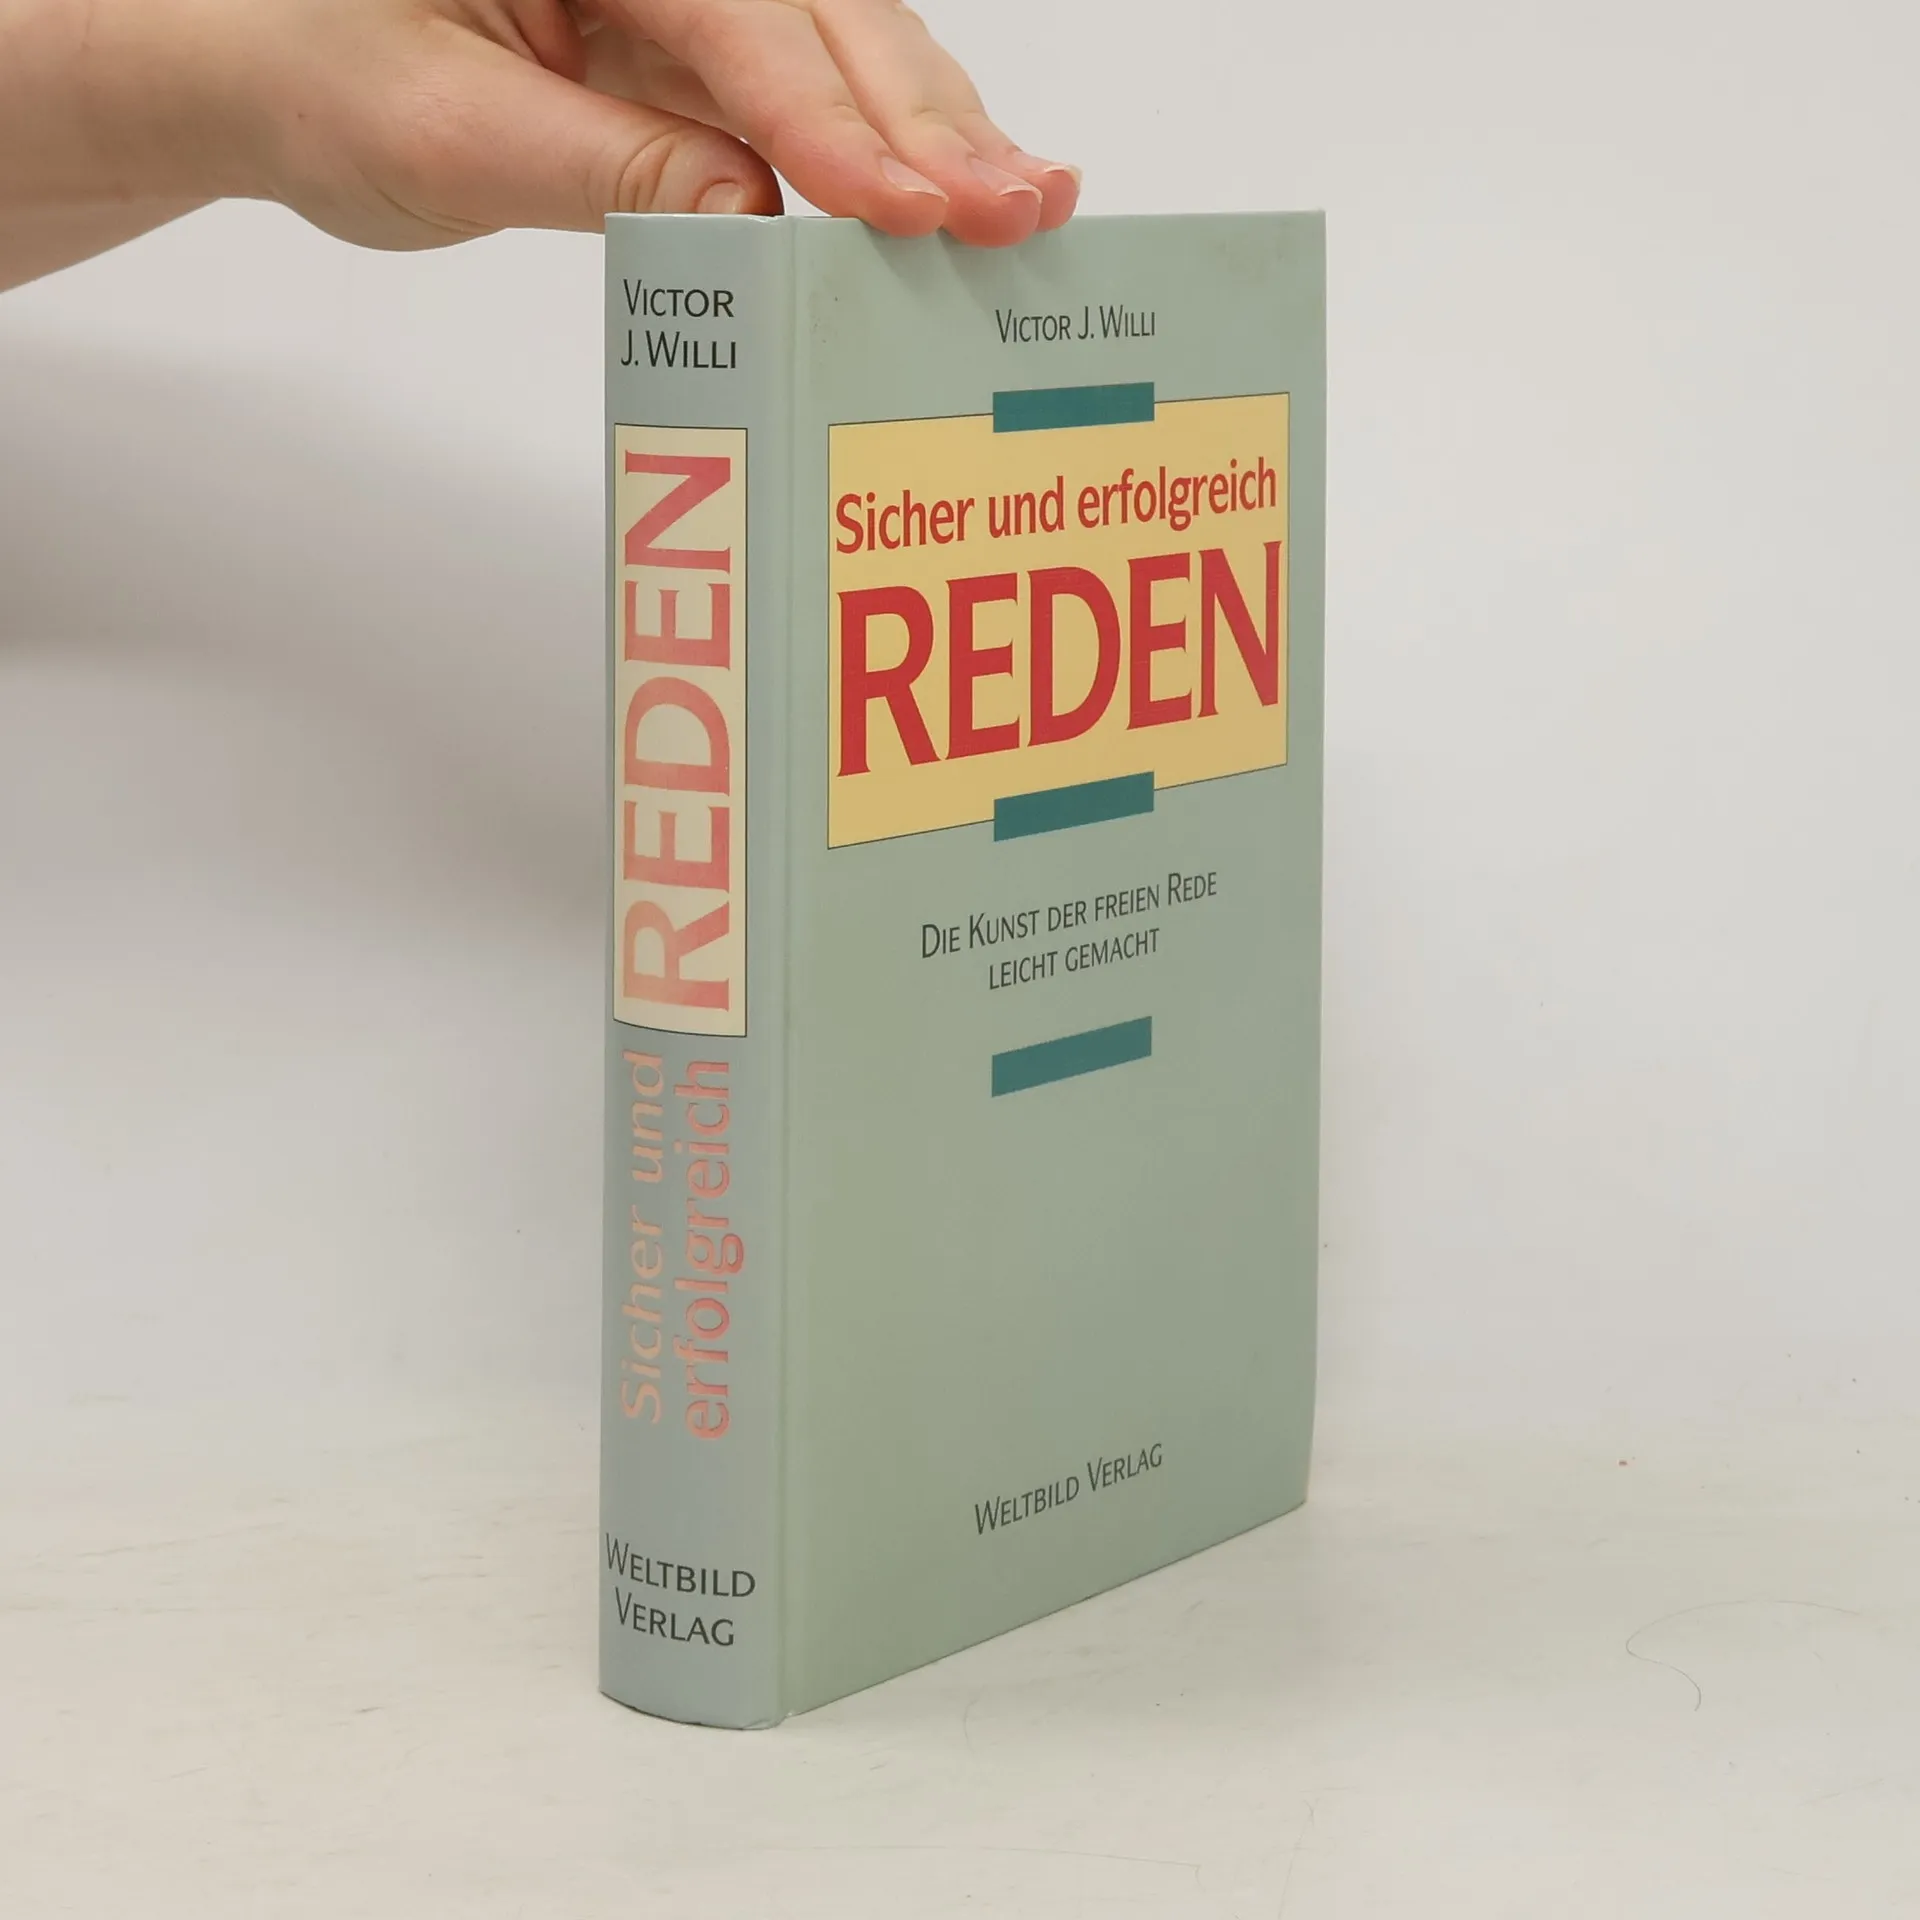 VICTOR
J. WILLI
REDEN
Sicher und
erfolgreich
WELTBILD
VERLAG
VICTOR J. WILLI
Sicher und erfolgreich
REDEN
DIE KUNST DER FREIEN REDE
LEICHT GEMACHT
WELTBILD VERLAG